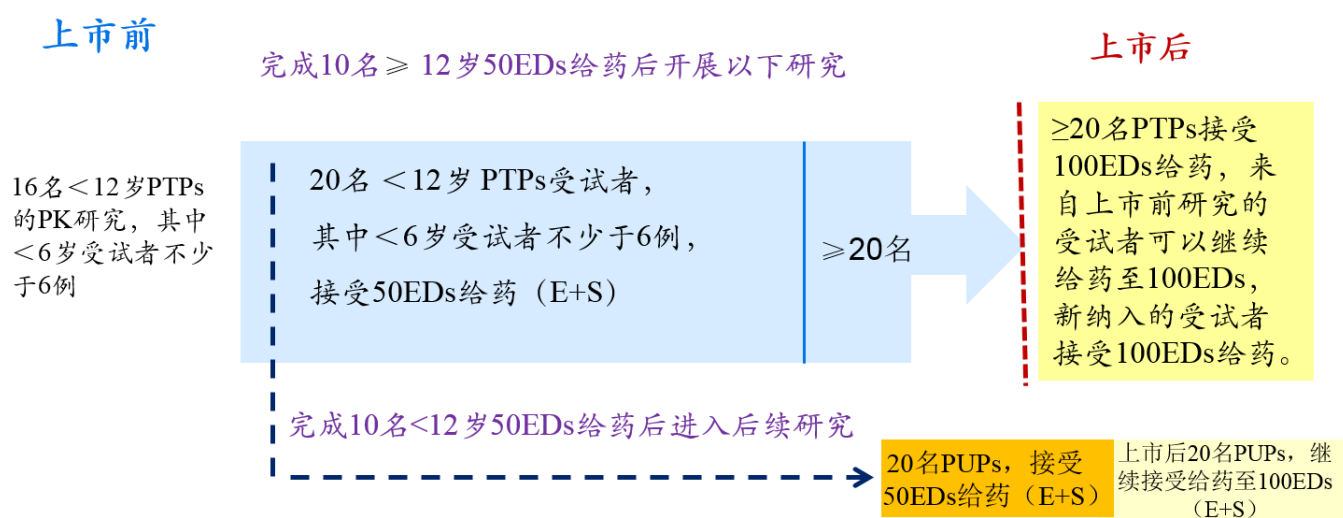 上市前
完成10名≥ 12岁50EDs给药后开展以下研究
上市后
16名<12岁PTPs
的PK研究，其中
<6岁受试者不少
于6例
20名 <12岁 PTPs受试者，
其中<6岁受试者不少于6例，
接受50EDs给药（E+S）
≥20名
≥20名PTPs接受
100EDs给药，来
自上市前研究的
受试者可以继续
给药至100EDs，
新纳入的受试者
接受100EDs给药。
完成10名<12岁50EDs给药后进入后续研究
20名PUPs，接受
50EDs给药（E+S）
上市后20名PUPs，继
续接受给药至100EDs
（E+S）